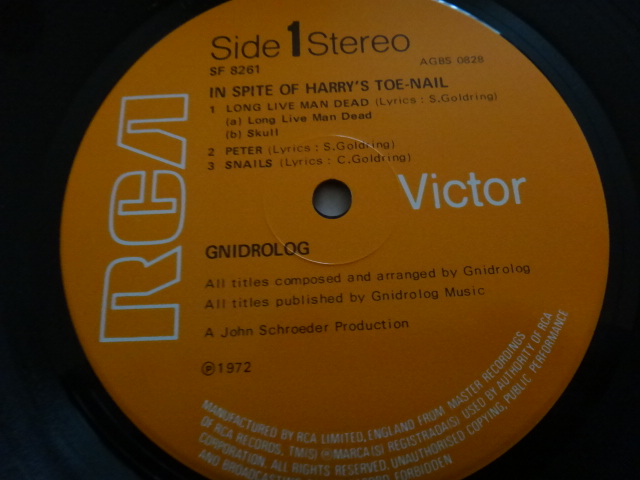 Side 1 Stereo
SF 8261
AGBS 0828
IN SPITE OF HARRY'S TOE-NAIL
1 LONG LIVE MAN DEAD (Lyrics : S.Goldring)
(a) Long Live Man Dead
(b) Skull
2 PETER (Lyrics : S.Goldring)
3 SNAILS (Lyrics : C.Goldring)
RCA
Victor
GNIDROLOG
All titles composed and arranged by Gnidrolog
All titles published by Gnidrolog Music
A John Schroeder Production
℗ 1972
MANUFACTURED BY RCA LIMITED, ENGLAND FROM MASTER RECORDINGS
OF RCA RECORDS. TM(S) ® MARCA(S) REGISTRADA(S) USED BY AUTHORITY OF RCA
CORPORATION. ALL RIGHTS RESERVED. UNAUTHORISED COPYING, PUBLIC PERFORMANCE
AND BROADCASTING FORBIDDEN